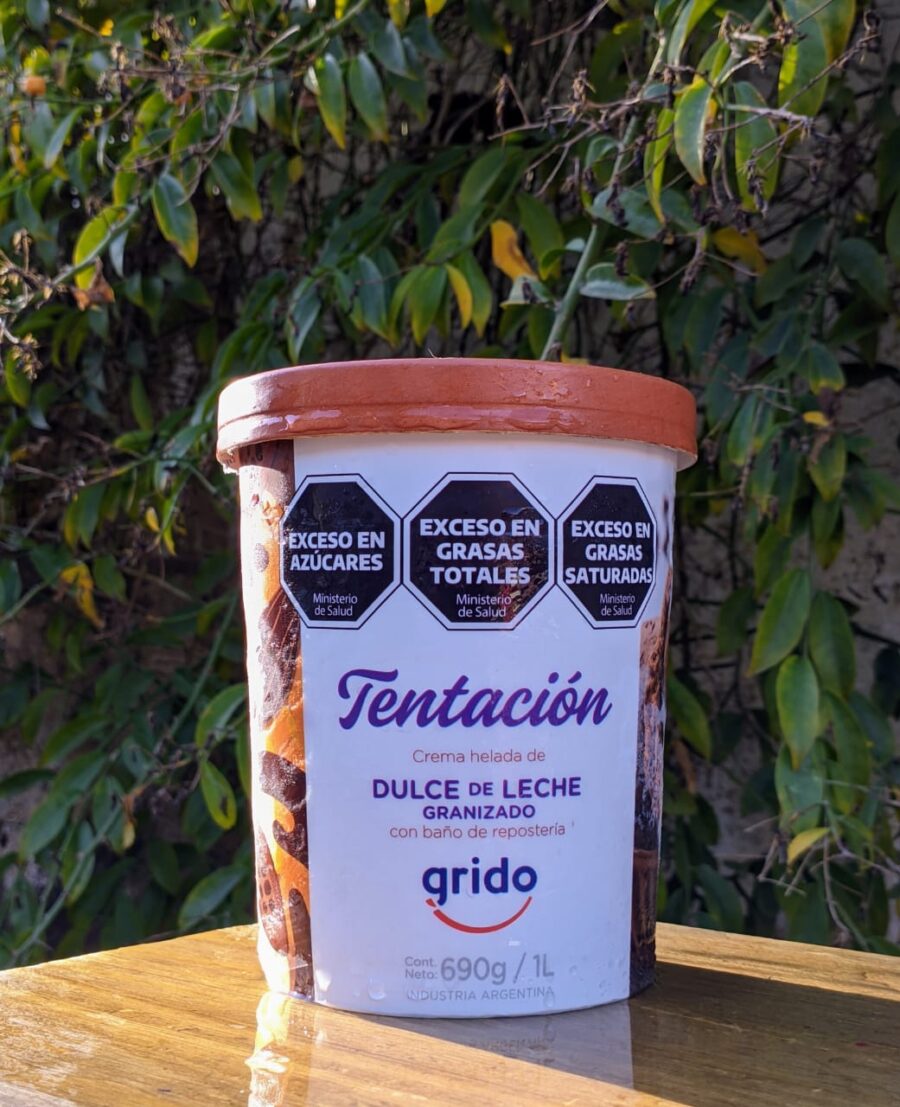 EXCESO EN
AZÚCARES
Ministerio
de Salud
EXCESO EN
GRASAS
TOTALES
Ministerio
de Salud
EXCESO EN
GRASAS
SATURADAS
Ministerio
de Salud
Tentación
Crema helada de
DULCE DE LECHE
GRANIZADO
con baño de repostería
grido
Cont.
Neto: 690g / 1L
INDUSTRIA ARGENTINA